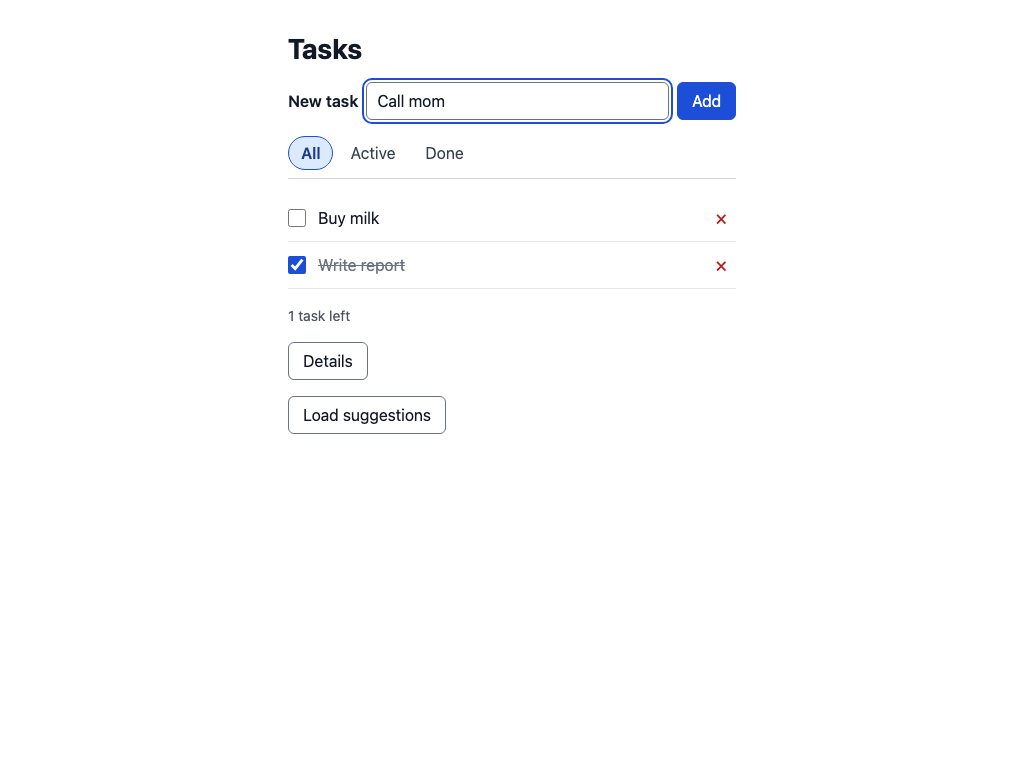 Tasks
New task Call mom Add
All Active Done
Buy milk ×
Write report ×
1 task left
Details
Load suggestions